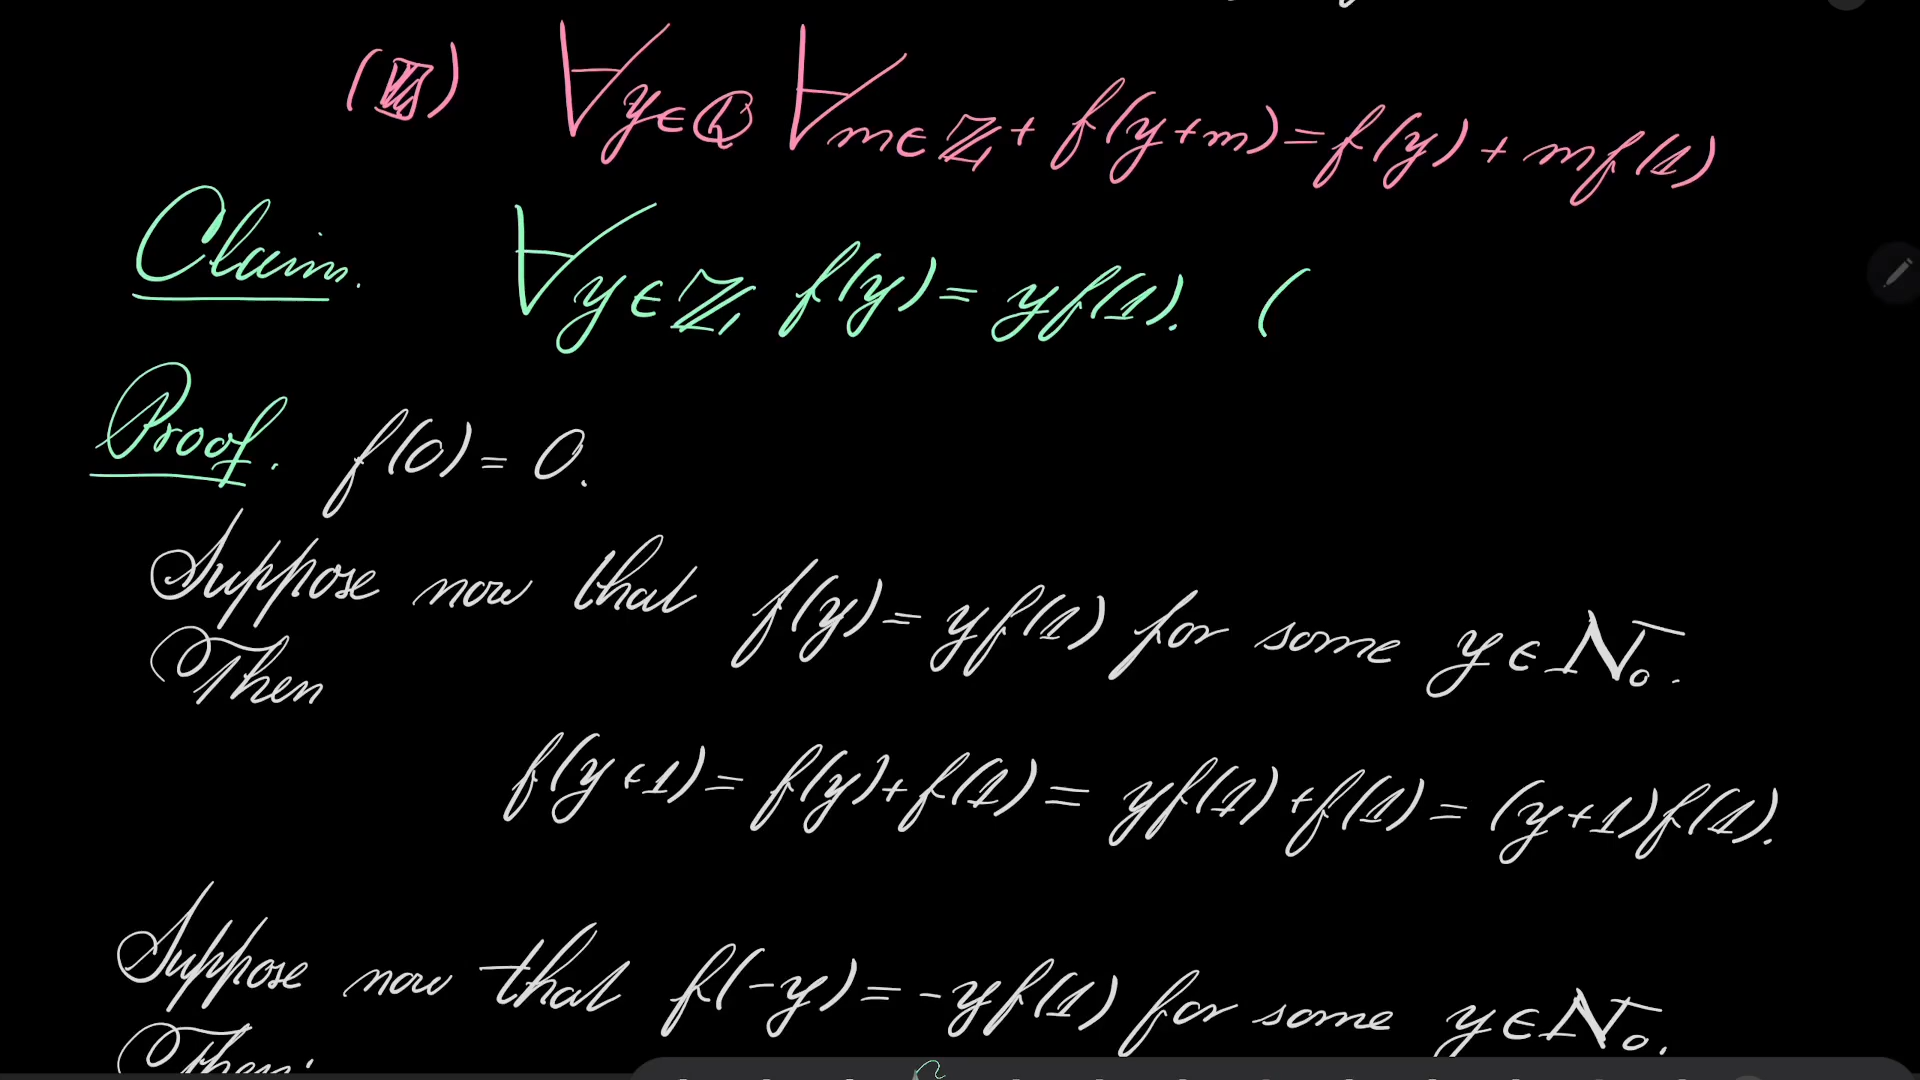 (▨) ∀y∈ℚ ∀m∈ℤ+ f(y+m)=f(y)+mf(1)
Claim. ∀y∈ℤ f(y)=yf(1). (
Proof. f(0)=0.
Suppose now that f(y)=yf(1) for some y∈N₀.
Then
f(y+1)=f(y)+f(1)=yf(1)+f(1)=(y+1)f(1).
Suppose now that f(-y)=-yf(1) for some y∈N₀.
Then: